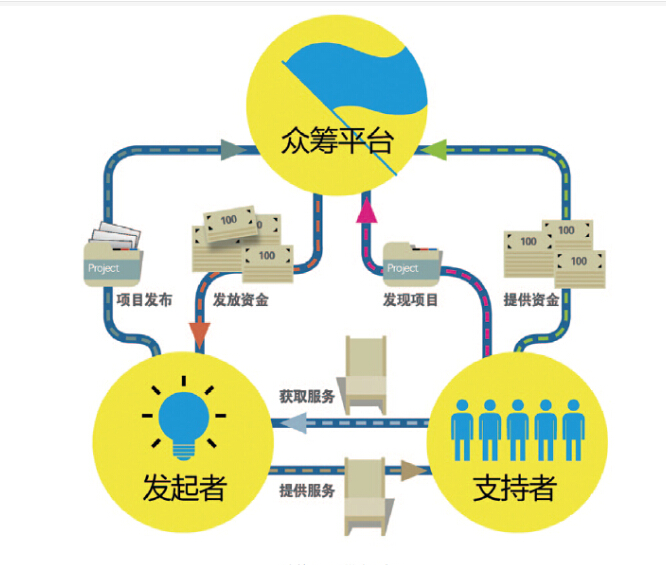 众筹平台
100
100
100
100
100
100
Project
Project
项目发布
发放资金
发现项目
提供资金
获取服务
发起者
支持者
提供服务